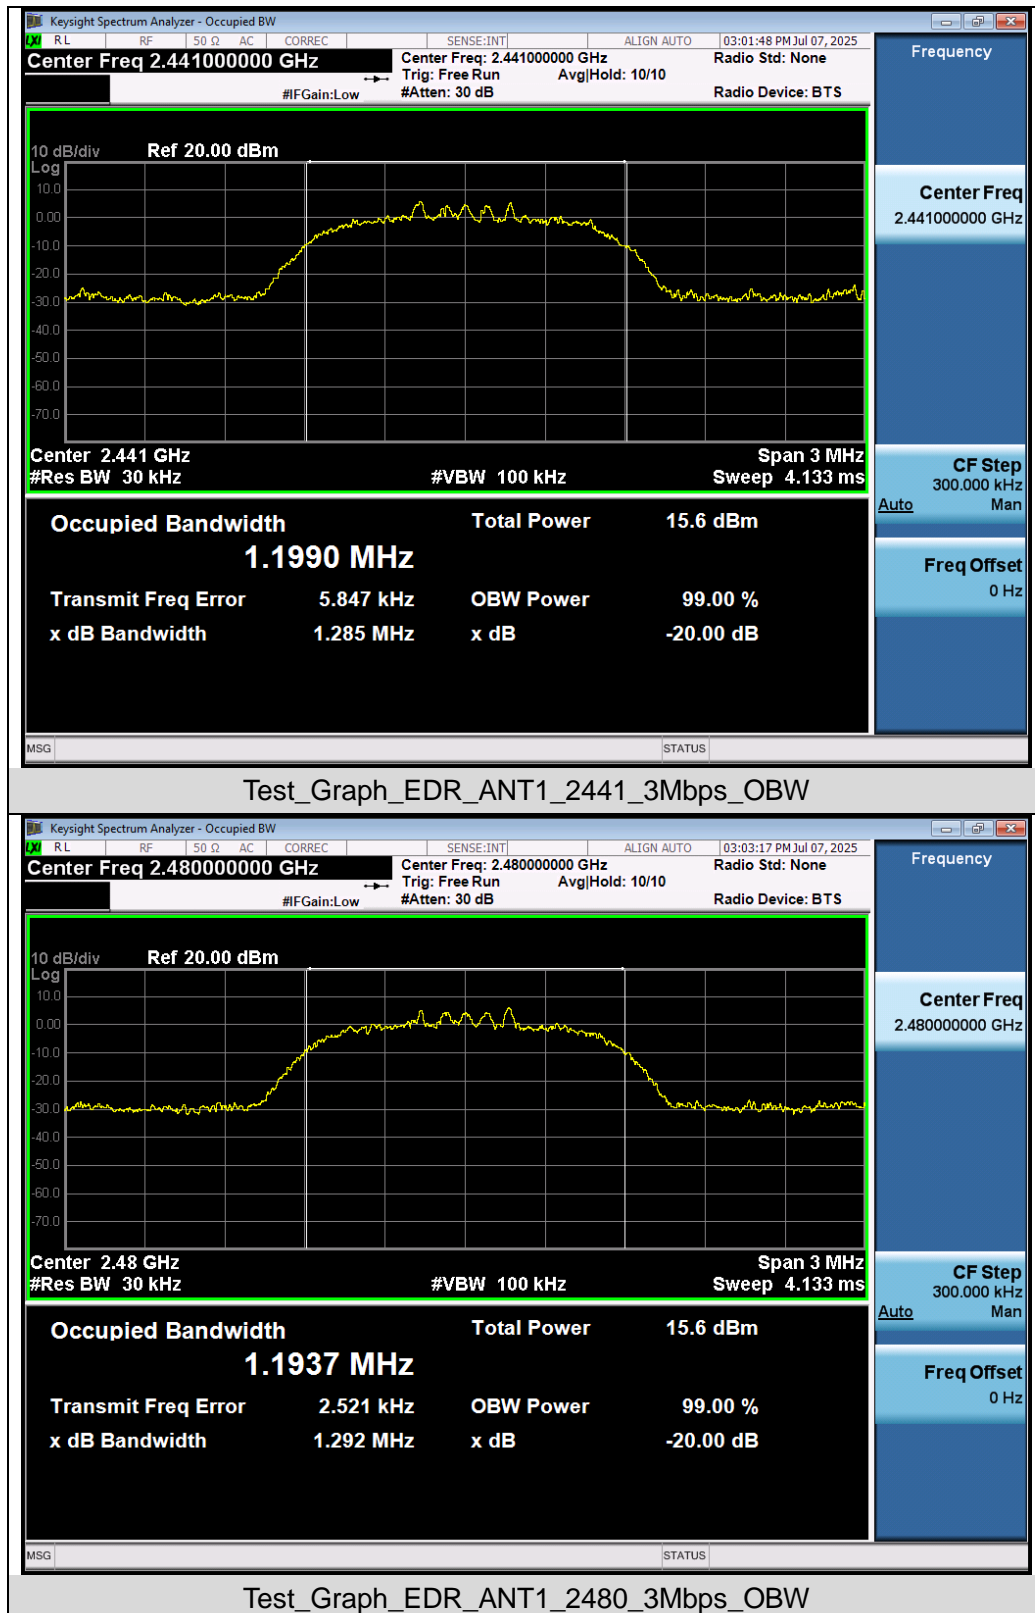 Keysight Spectrum Analyzer - Occupied BW
LXI RL RF 50 Ω AC CORREC SENSE:INT ALIGN AUTO 03:01:48 PM Jul 07, 2025
Center Freq 2.441000000 GHz
Center Freq: 2.441000000 GHz
Radio Std: None
Trig: Free Run Avg|Hold: 10/10
#IFGain:Low #Atten: 30 dB Radio Device: BTS
Frequency
10 dB/div Ref 20.00 dBm
Log
10.0
0.00
-10.0
-20.0
-30.0
-40.0
-50.0
-60.0
-70.0
Center 2.441 GHz Span 3 MHz
#Res BW 30 kHz #VBW 100 kHz Sweep 4.133 ms
Center Freq
2.441000000 GHz
CF Step
300.000 kHz
Auto Man
Freq Offset
0 Hz
Occupied Bandwidth Total Power 15.6 dBm
1.1990 MHz
Transmit Freq Error 5.847 kHz OBW Power 99.00 %
x dB Bandwidth 1.285 MHz x dB -20.00 dB
MSG STATUS
Test_Graph_EDR_ANT1_2441_3Mbps_OBW
Keysight Spectrum Analyzer - Occupied BW
LXI RL RF 50 Ω AC CORREC SENSE:INT ALIGN AUTO 03:03:17 PM Jul 07, 2025
Center Freq 2.480000000 GHz
Center Freq: 2.480000000 GHz
Radio Std: None
Trig: Free Run Avg|Hold: 10/10
#IFGain:Low #Atten: 30 dB Radio Device: BTS
Frequency
10 dB/div Ref 20.00 dBm
Log
10.0
0.00
-10.0
-20.0
-30.0
-40.0
-50.0
-60.0
-70.0
Center 2.48 GHz Span 3 MHz
#Res BW 30 kHz #VBW 100 kHz Sweep 4.133 ms
Center Freq
2.480000000 GHz
CF Step
300.000 kHz
Auto Man
Freq Offset
0 Hz
Occupied Bandwidth Total Power 15.6 dBm
1.1937 MHz
Transmit Freq Error 2.521 kHz OBW Power 99.00 %
x dB Bandwidth 1.292 MHz x dB -20.00 dB
MSG STATUS
Test_Graph_EDR_ANT1_2480_3Mbps_OBW